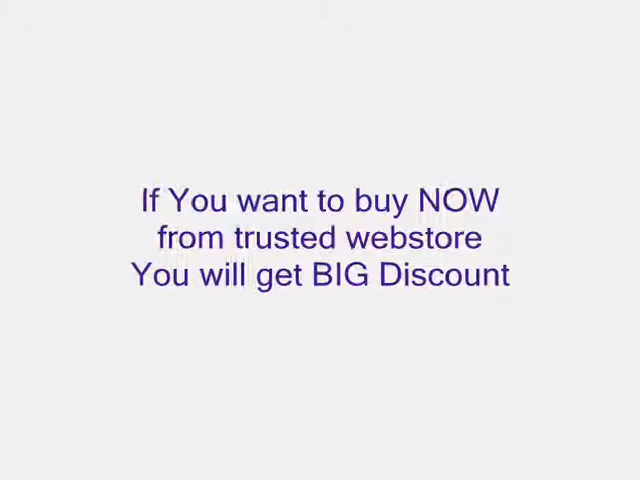 If You want to buy NOW
from trusted webstore
You will get BIG Discount